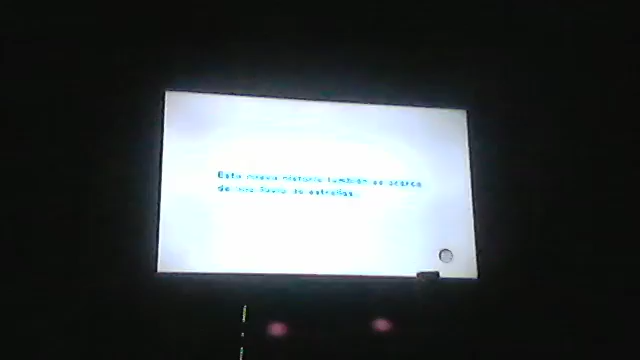 Esta nueva historia también es acerca
de una lluvia de estrellas.